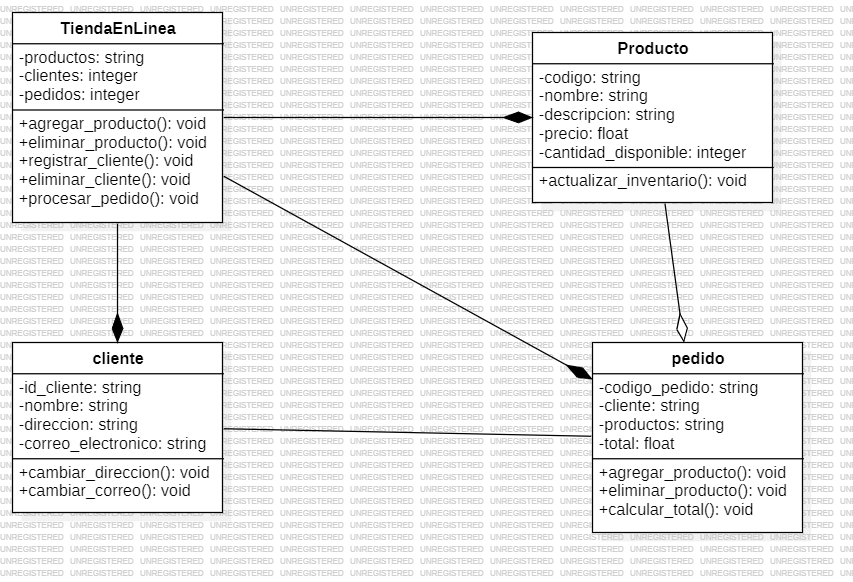 TiendaEnLinea
-productos: string
-clientes: integer
-pedidos: integer
+agregar_producto(): void
+eliminar_producto(): void
+registrar_cliente(): void
+eliminar_cliente(): void
+procesar_pedido(): void
Producto
-codigo: string
-nombre: string
-descripcion: string
-precio: float
-cantidad_disponible: integer
+actualizar_inventario(): void
cliente
-id_cliente: string
-nombre: string
-direccion: string
-correo_electronico: string
+cambiar_direccion(): void
+cambiar_correo(): void
pedido
-codigo_pedido: string
-cliente: string
-productos: string
-total: float
+agregar_producto(): void
+eliminar_producto(): void
+calcular_total(): void
UNREGISTERED